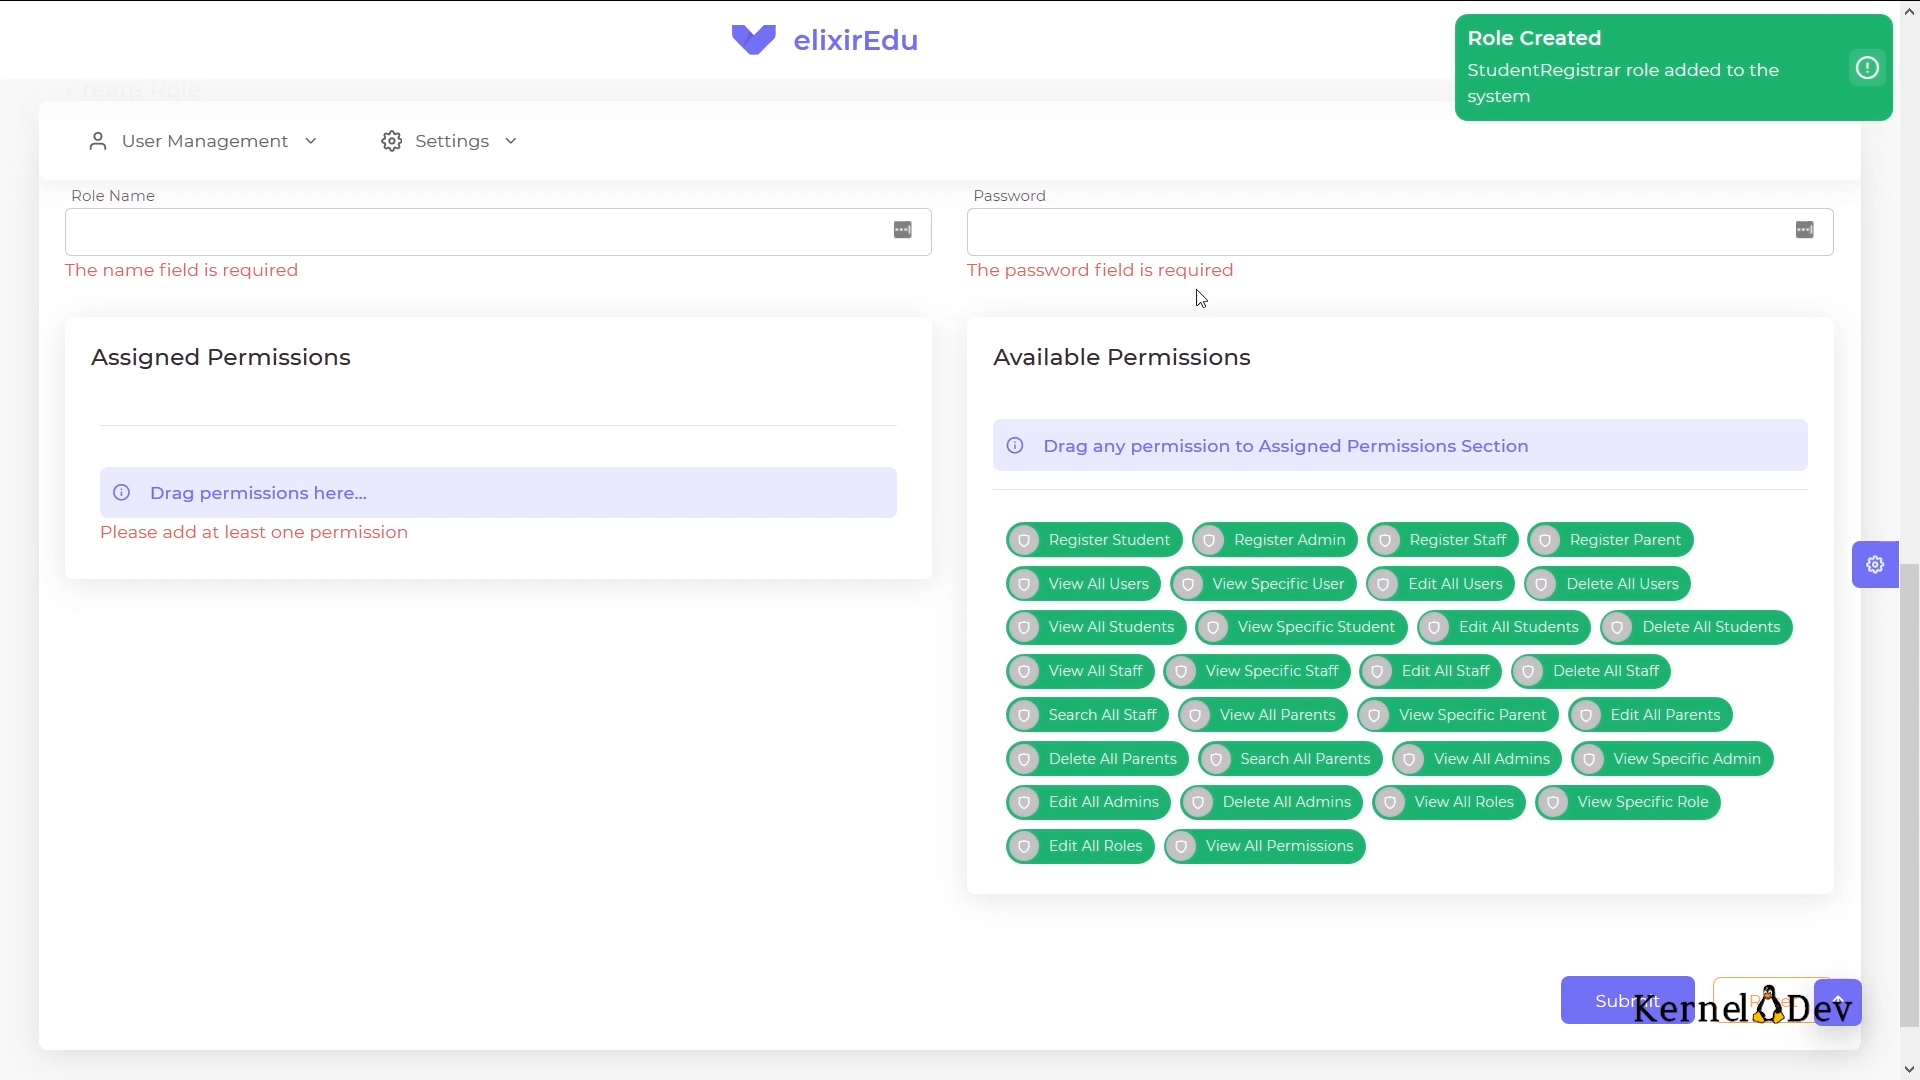 elixirEdu
Role Created
StudentRegistrar role added to the
system
Create Role
User Management
Settings
Role Name
Password
The name field is required
The password field is required
Assigned Permissions
Available Permissions
Drag any permission to Assigned Permissions Section
Drag permissions here...
Please add at least one permission
Register Student Register Admin Register Staff Register Parent
View All Users View Specific User Edit All Users Delete All Users
View All Students View Specific Student Edit All Students Delete All Students
View All Staff View Specific Staff Edit All Staff Delete All Staff
Search All Staff View All Parents View Specific Parent Edit All Parents
Delete All Parents Search All Parents View All Admins View Specific Admin
Edit All Admins Delete All Admins View All Roles View Specific Role
Edit All Roles View All Permissions
Submit
Kernel Dev